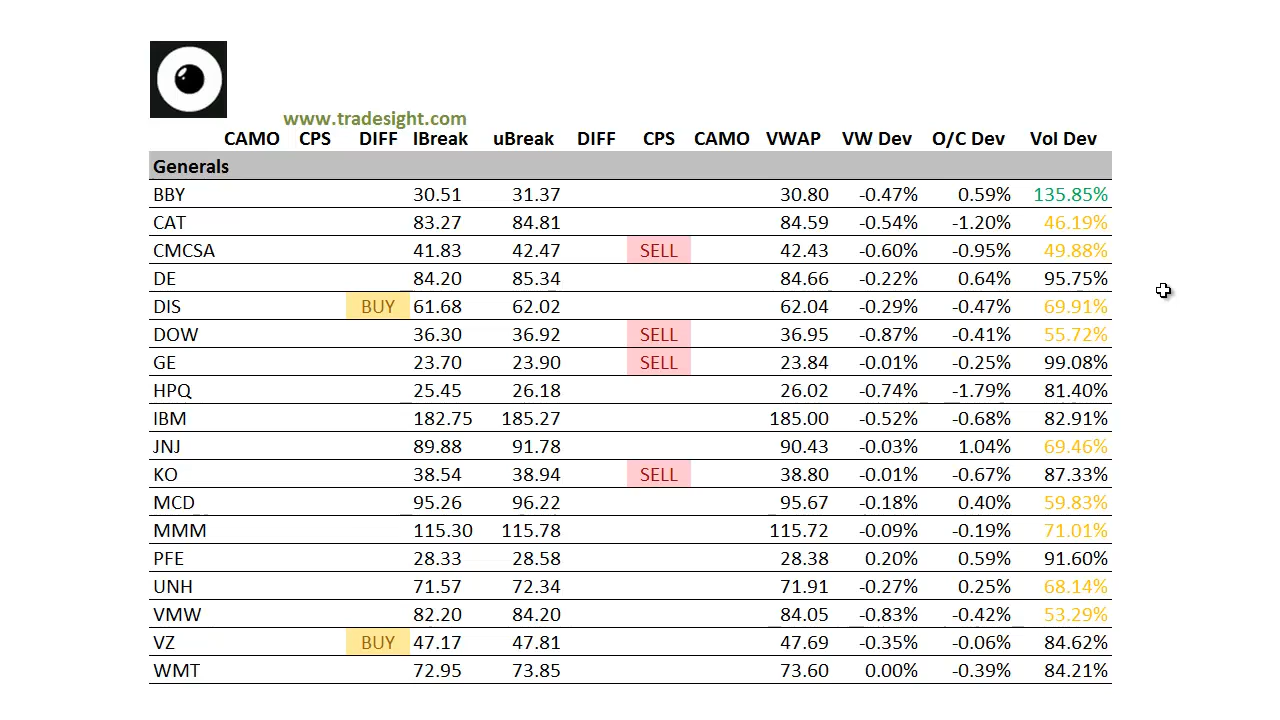 www.tradesight.com
CAMO CPS DIFF lBreak uBreak DIFF CPS CAMO VWAP VW Dev O/C Dev Vol Dev
Generals
BBY 30.51 31.37 30.80 -0.47% 0.59% 135.85%
CAT 83.27 84.81 84.59 -0.54% -1.20% 46.19%
CMCSA 41.83 42.47 SELL 42.43 -0.60% -0.95% 49.88%
DE 84.20 85.34 84.66 -0.22% 0.64% 95.75%
DIS BUY 61.68 62.02 62.04 -0.29% -0.47% 69.91%
DOW 36.30 36.92 SELL 36.95 -0.87% -0.41% 55.72%
GE 23.70 23.90 SELL 23.84 -0.01% -0.25% 99.08%
HPQ 25.45 26.18 26.02 -0.74% -1.79% 81.40%
IBM 182.75 185.27 185.00 -0.52% -0.68% 82.91%
JNJ 89.88 91.78 90.43 -0.03% 1.04% 69.46%
KO 38.54 38.94 SELL 38.80 -0.01% -0.67% 87.33%
MCD 95.26 96.22 95.67 -0.18% 0.40% 59.83%
MMM 115.30 115.78 115.72 -0.09% -0.19% 71.01%
PFE 28.33 28.58 28.38 0.20% 0.59% 91.60%
UNH 71.57 72.34 71.91 -0.27% 0.25% 68.14%
VMW 82.20 84.20 84.05 -0.83% -0.42% 53.29%
VZ BUY 47.17 47.81 47.69 -0.35% -0.06% 84.62%
WMT 72.95 73.85 73.60 0.00% -0.39% 84.21%